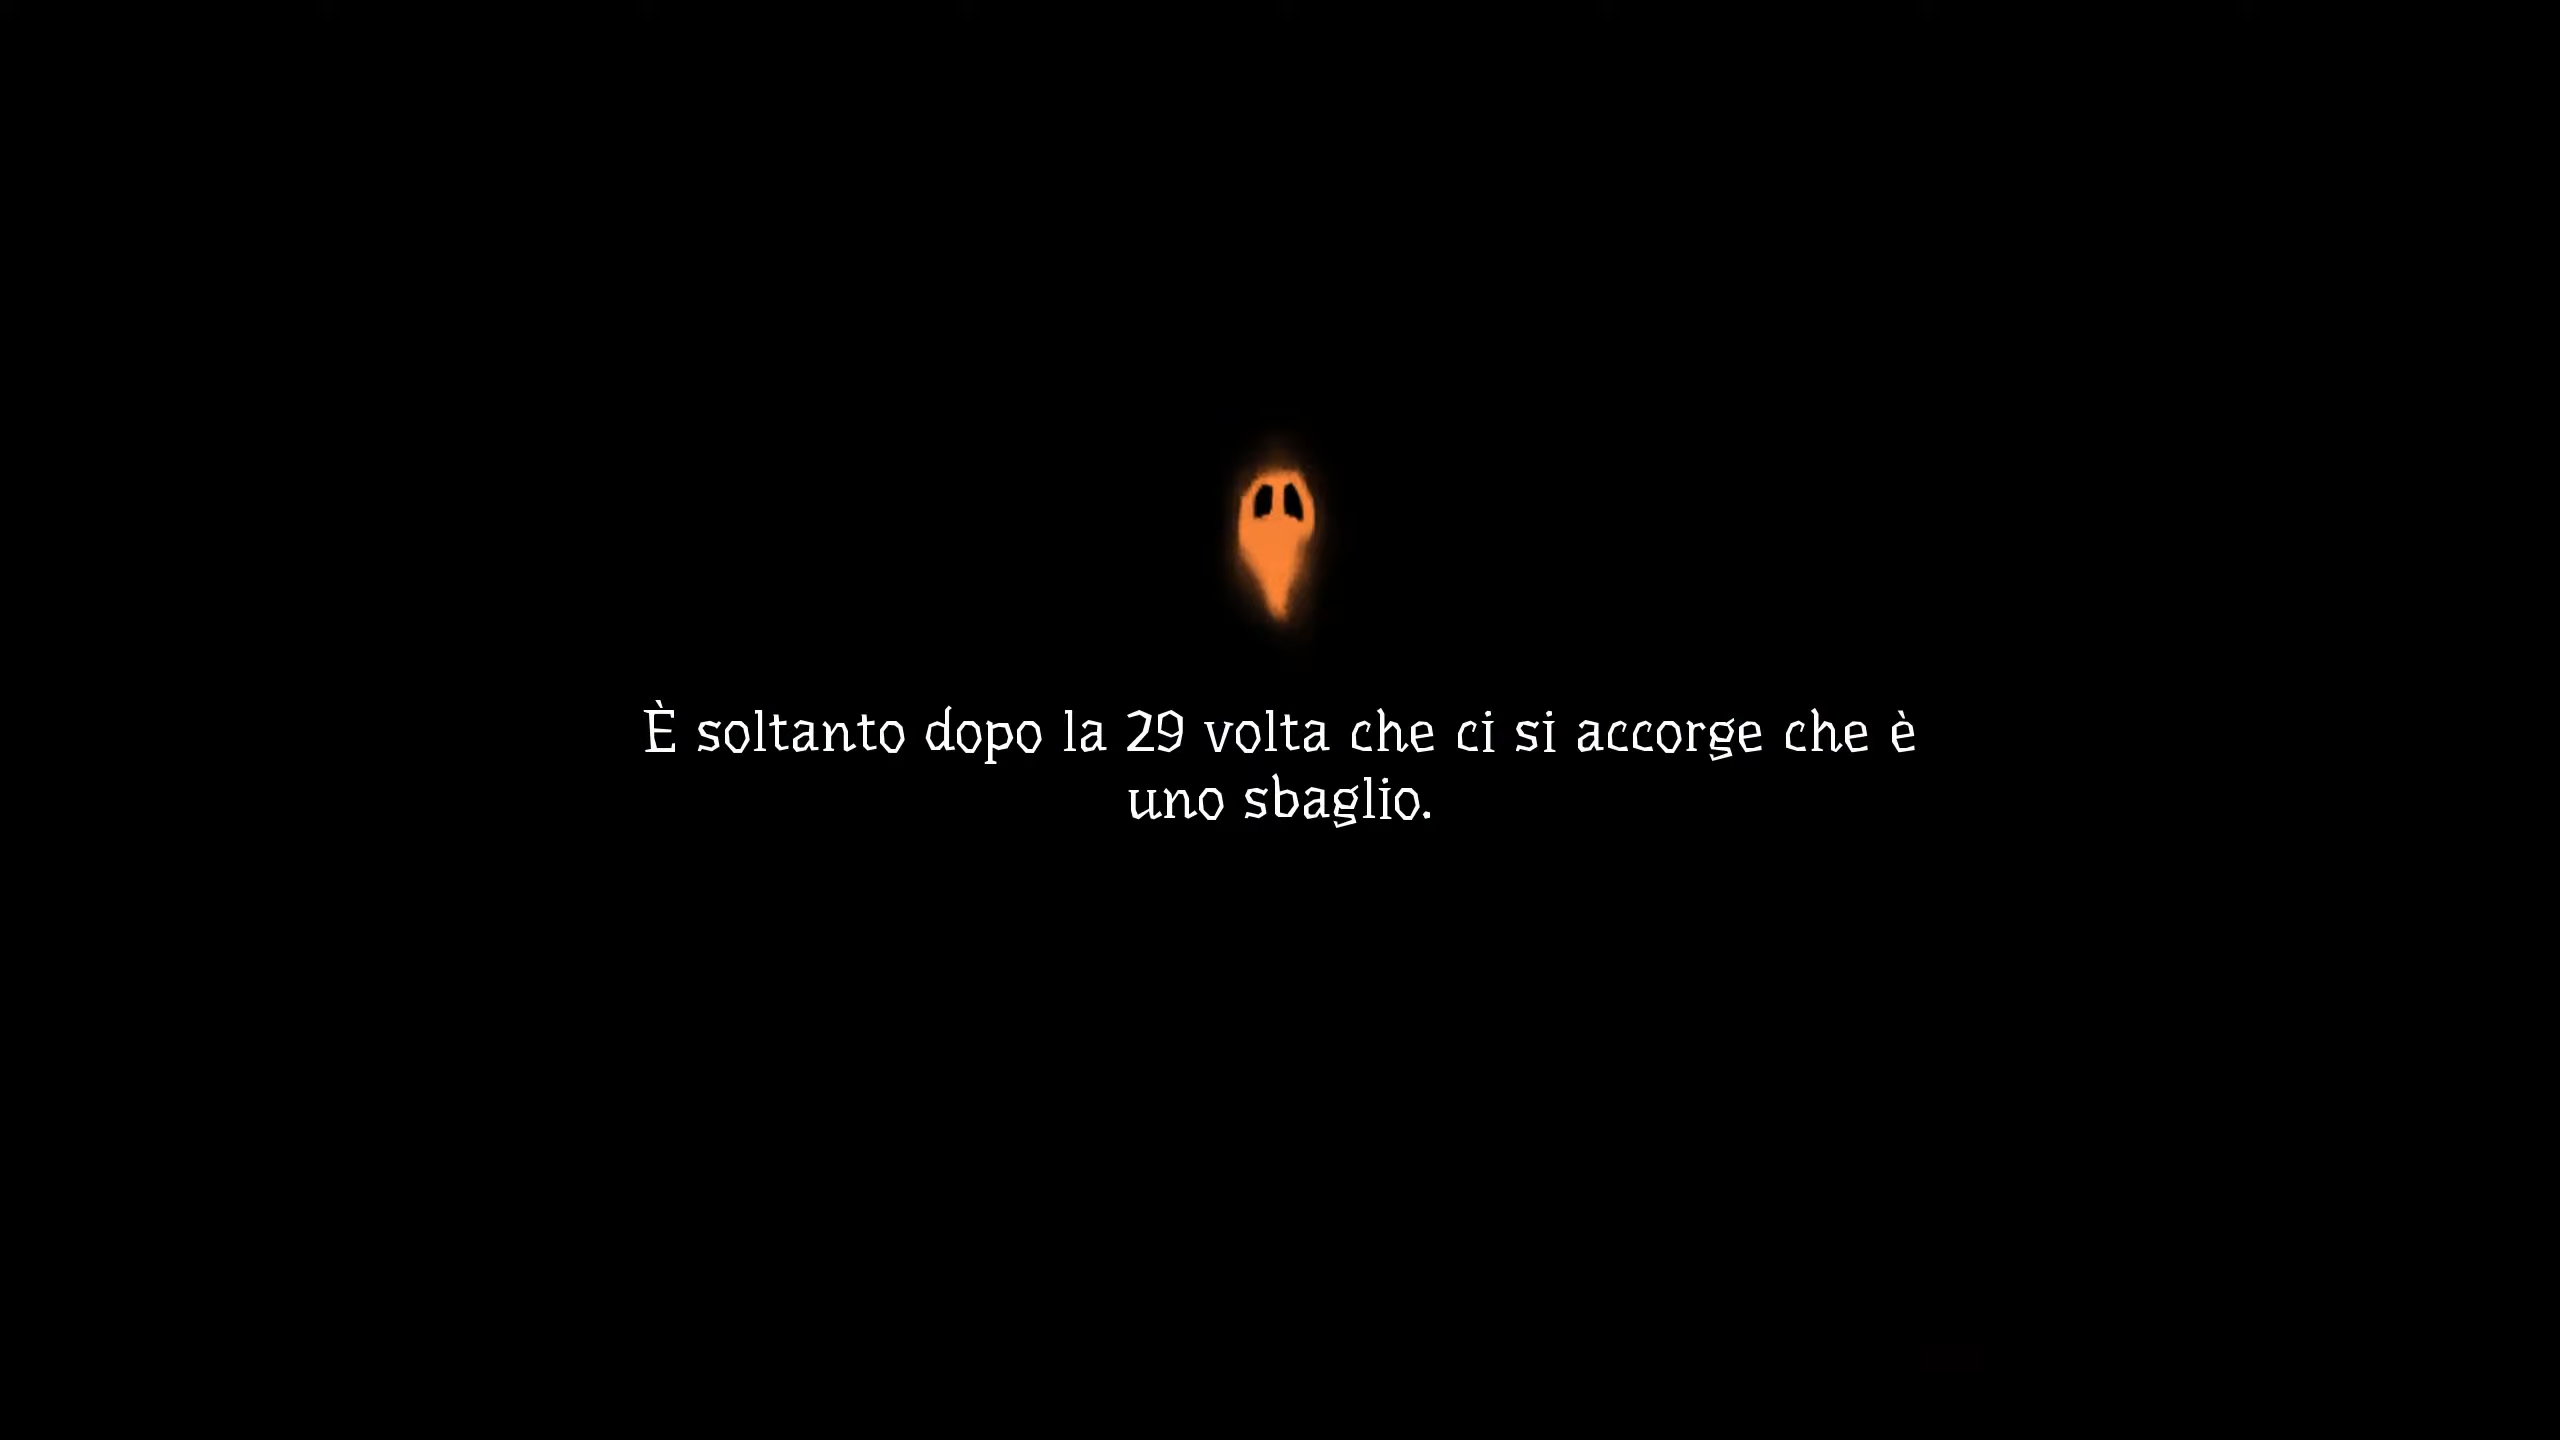 È soltanto dopo la 29 volta che ci si accorge che è
uno sbaglio.